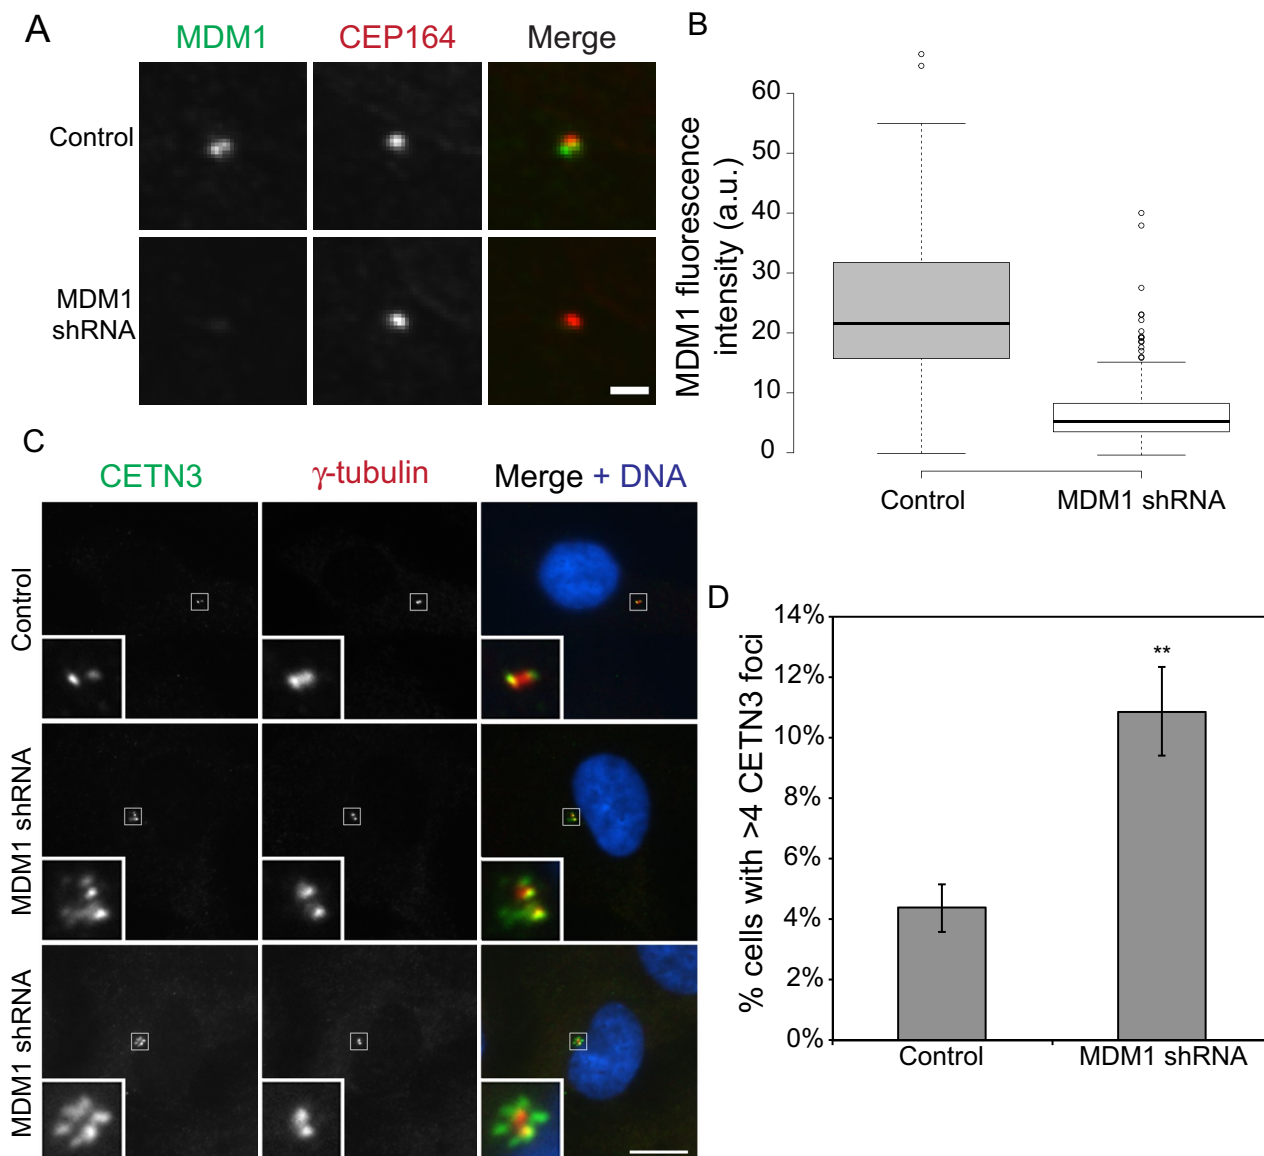 A
MDM1
CEP164
Merge
Control
MDM1
shRNA
B
MDM1 fluorescence
intensity (a.u.)
60
50
40
30
20
10
0
Control
MDM1 shRNA
C
CETN3
γ-tubulin
Merge + DNA
Control
MDM1 shRNA
MDM1 shRNA
D
% cells with >4 CETN3 foci
14%
12%
10%
8%
6%
4%
2%
0%
**
Control
MDM1 shRNA